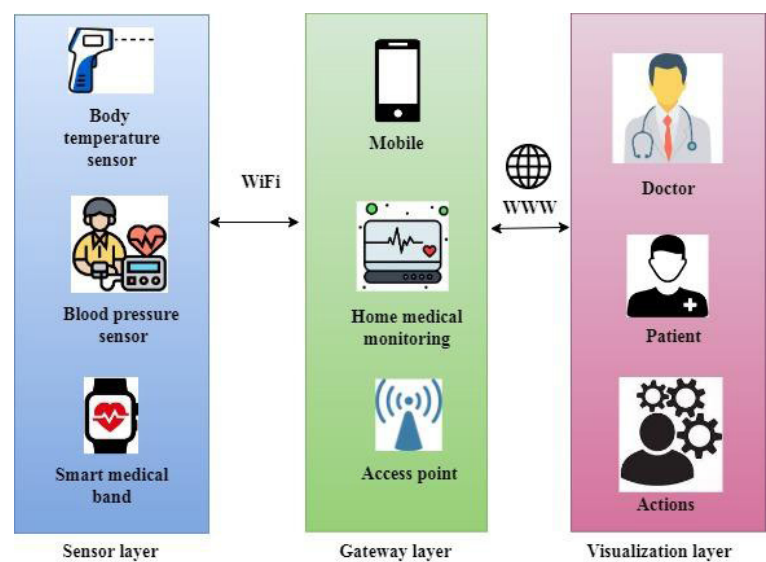 Body
temperature
sensor
Blood pressure
sensor
Smart medical
band
Sensor layer
WiFi
Mobile
Home medical
monitoring
Access point
Gateway layer
WWW
Doctor
Patient
Actions
Visualization layer